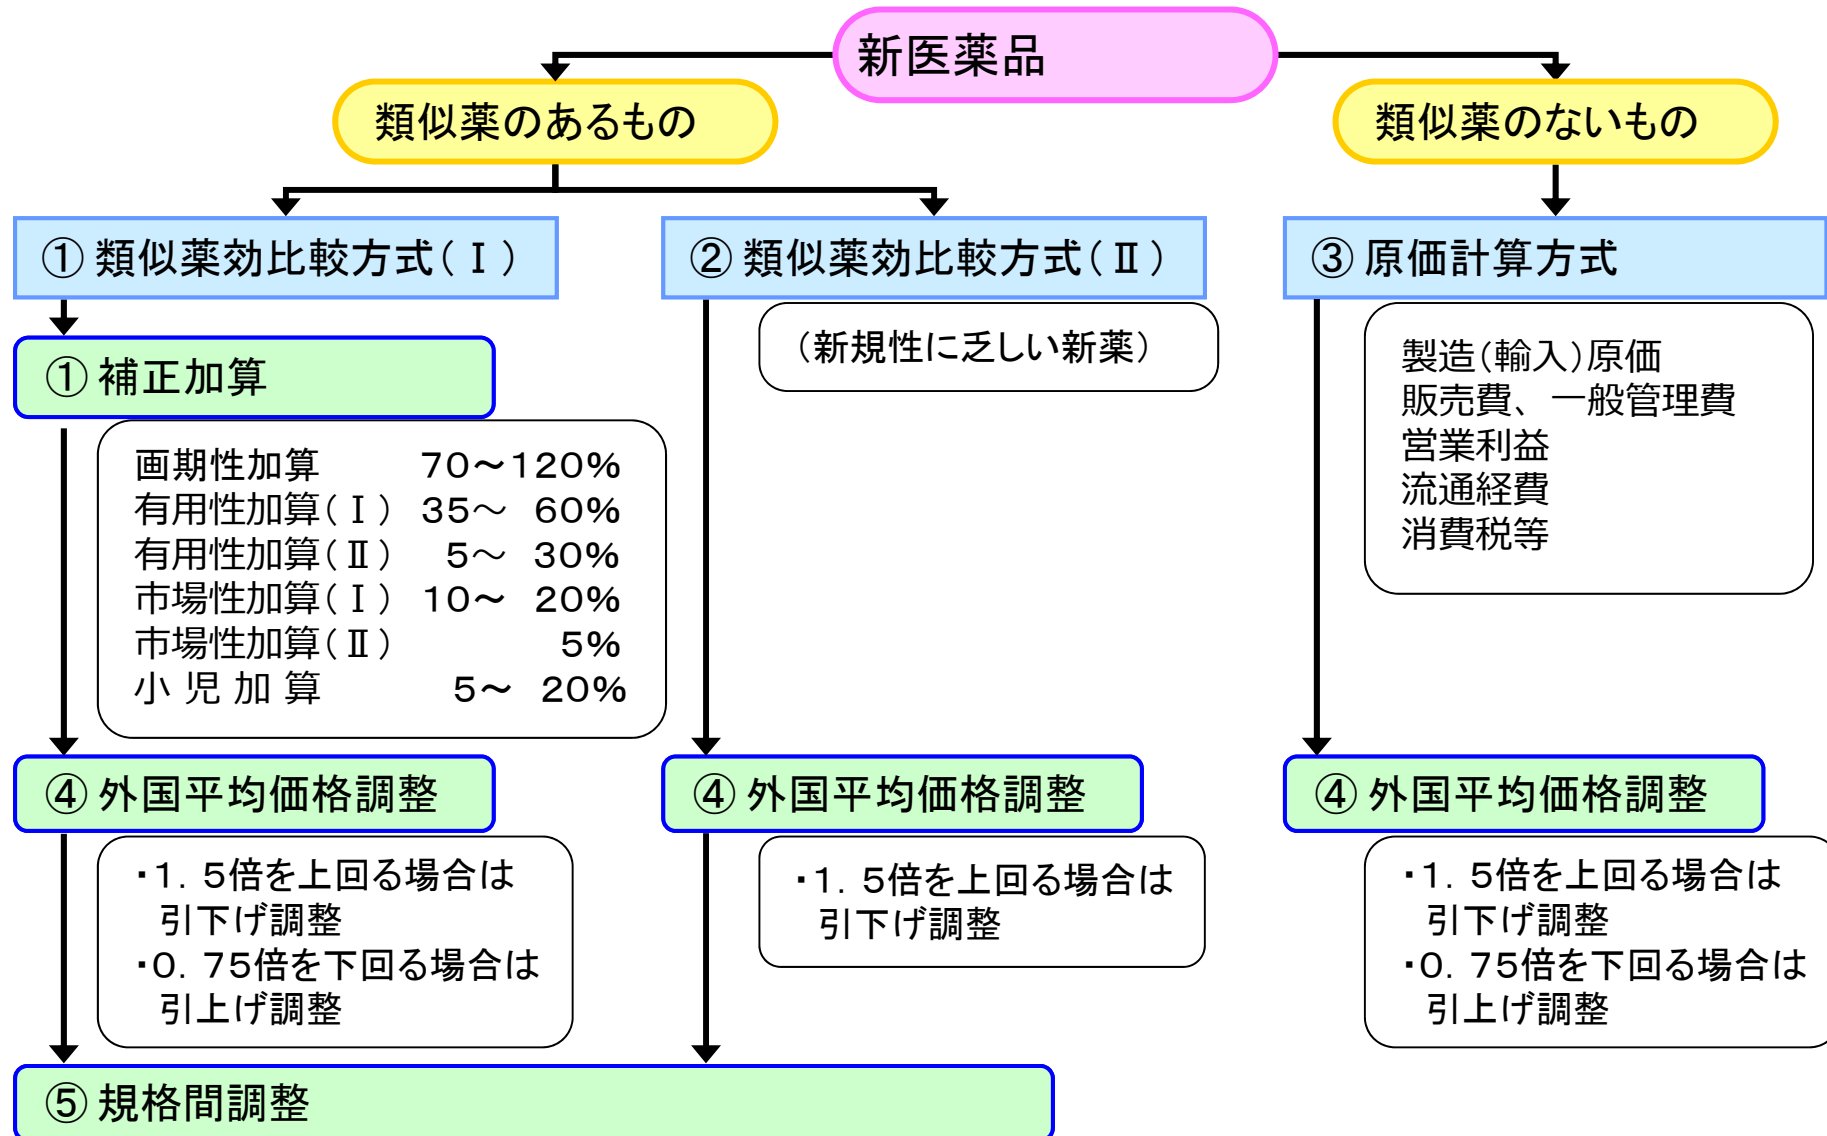 新医薬品
類似薬のあるもの
類似薬のないもの
① 類似薬効比較方式(Ⅰ)
② 類似薬効比較方式(Ⅱ)
③ 原価計算方式
(新規性に乏しい新薬)
① 補正加算
画期性加算 70～120%
有用性加算(Ⅰ) 35～ 60%
有用性加算(Ⅱ) 5～ 30%
市場性加算(Ⅰ) 10～ 20%
市場性加算(Ⅱ) 5%
小 児 加 算 5～ 20%
製造(輸入)原価
販売費、一般管理費
営業利益
流通経費
消費税等
④ 外国平均価格調整
④ 外国平均価格調整
④ 外国平均価格調整
・1．5倍を上回る場合は
引下げ調整
・0．75倍を下回る場合は
引上げ調整
・1．5倍を上回る場合は
引下げ調整
・1．5倍を上回る場合は
引下げ調整
・0．75倍を下回る場合は
引上げ調整
⑤ 規格間調整